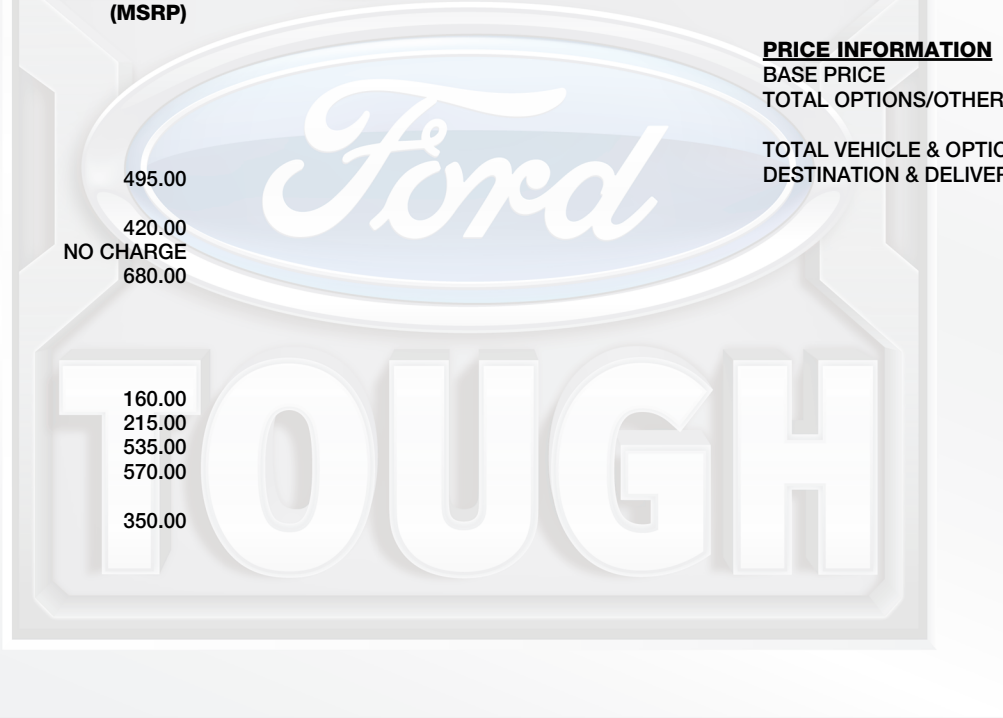 (MSRP)
495.00
420.00
NO CHARGE
680.00
160.00
215.00
535.00
570.00
350.00
PRICE INFORMATION
BASE PRICE
TOTAL OPTIONS/OTHER
TOTAL VEHICLE & OPTIO
DESTINATION & DELIVER
Ford
TOUGH